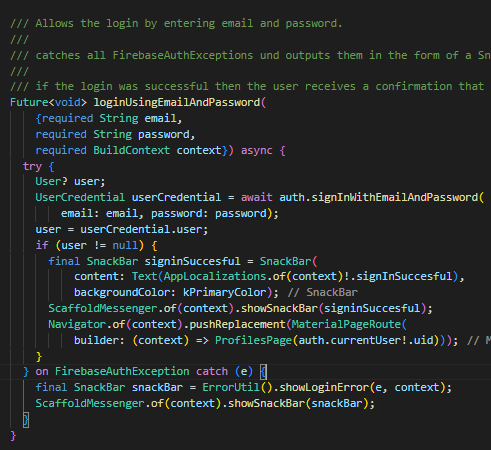 /// Allows the login by entering email and password.
///
/// catches all FirebaseAuthExceptions und outputs them in the form of a Sn
///
/// if the login was successful then the user receives a confirmation that
Future<void> loginUsingEmailAndPassword(
    {required String email,
    required String password,
    required BuildContext context}) async {
  try {
    User? user;
    UserCredential userCredential = await auth.signInWithEmailAndPassword(
        email: email, password: password);
    user = userCredential.user;
    if (user != null) {
      final SnackBar signinSuccesful = SnackBar(
          content: Text(AppLocalizations.of(context)!.signInSuccesful),
          backgroundColor: kPrimaryColor); // SnackBar
      ScaffoldMessenger.of(context).showSnackBar(signinSuccesful);
      Navigator.of(context).pushReplacement(MaterialPageRoute(
          builder: (context) => ProfilesPage(auth.currentUser!.uid))); // M
    }
  } on FirebaseAuthException catch (e) {
    final SnackBar snackBar = ErrorUtil().showLoginError(e, context);
    ScaffoldMessenger.of(context).showSnackBar(snackBar);
  }
}